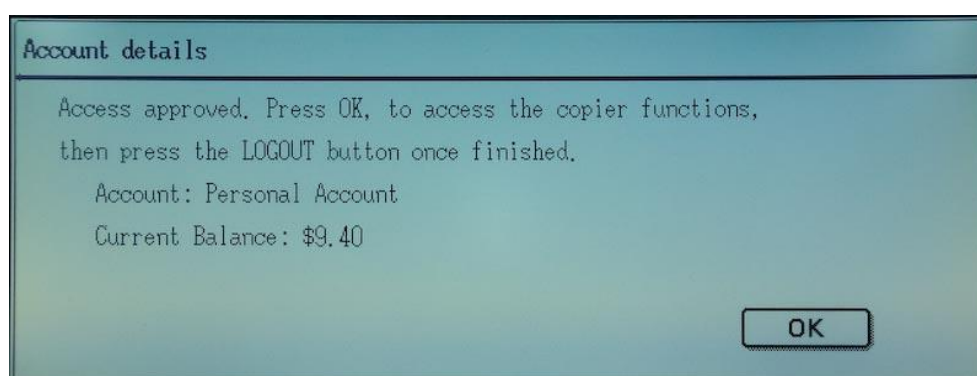 Account details
Access approved. Press OK, to access the copier functions,
then press the LOGOUT button once finished.
Account: Personal Account
Current Balance: $9.40
OK